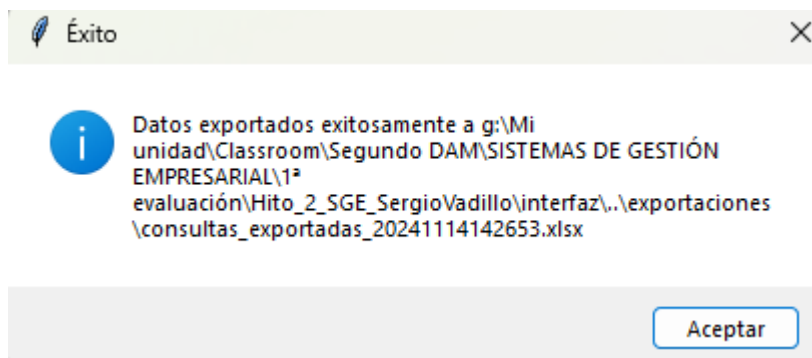 Éxito
Datos exportados exitosamente a g:\Mi
unidad\Classroom\Segundo DAM\SISTEMAS DE GESTIÓN
EMPRESARIAL\1ª
evaluación\Hito_2_SGE_SergioVadillo\interfaz\..\exportaciones
\consultas_exportadas_20241114142653.xlsx
Aceptar